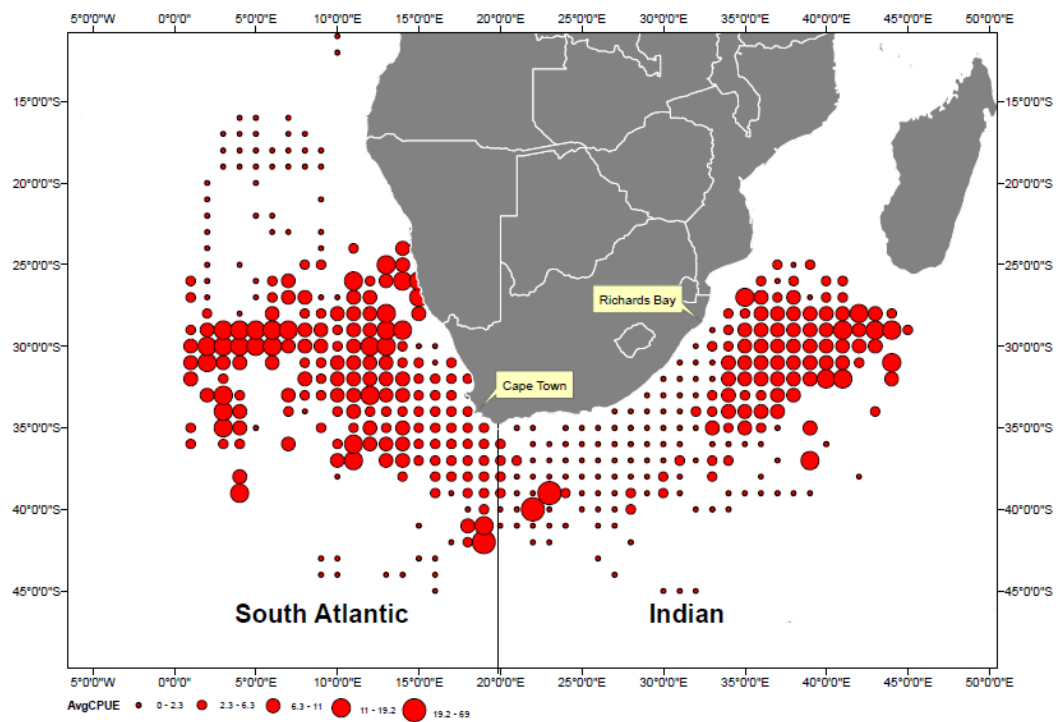 5°0'0"W 0°0'0" 5°0'0"E 10°0'0"E 15°0'0"E 20°0'0"E 25°0'0"E 30°0'0"E 35°0'0"E 40°0'0"E 45°0'0"E 50°0'0"E
15°0'0"S 15°0'0"S
20°0'0"S 20°0'0"S
25°0'0"S 25°0'0"S
Richards Bay
30°0'0"S 30°0'0"S
Cape Town
35°0'0"S 35°0'0"S
40°0'0"S 40°0'0"S
45°0'0"S 45°0'0"S
South Atlantic Indian
5°0'0"W 0°0'0" 5°0'0"E 10°0'0"E 15°0'0"E 20°0'0"E 25°0'0"E 30°0'0"E 35°0'0"E 40°0'0"E 45°0'0"E 50°0'0"E
AvgCPUE 0 - 2.3 2.3 - 6.3 6.3 - 11 11 - 19.2 19.2 - 69